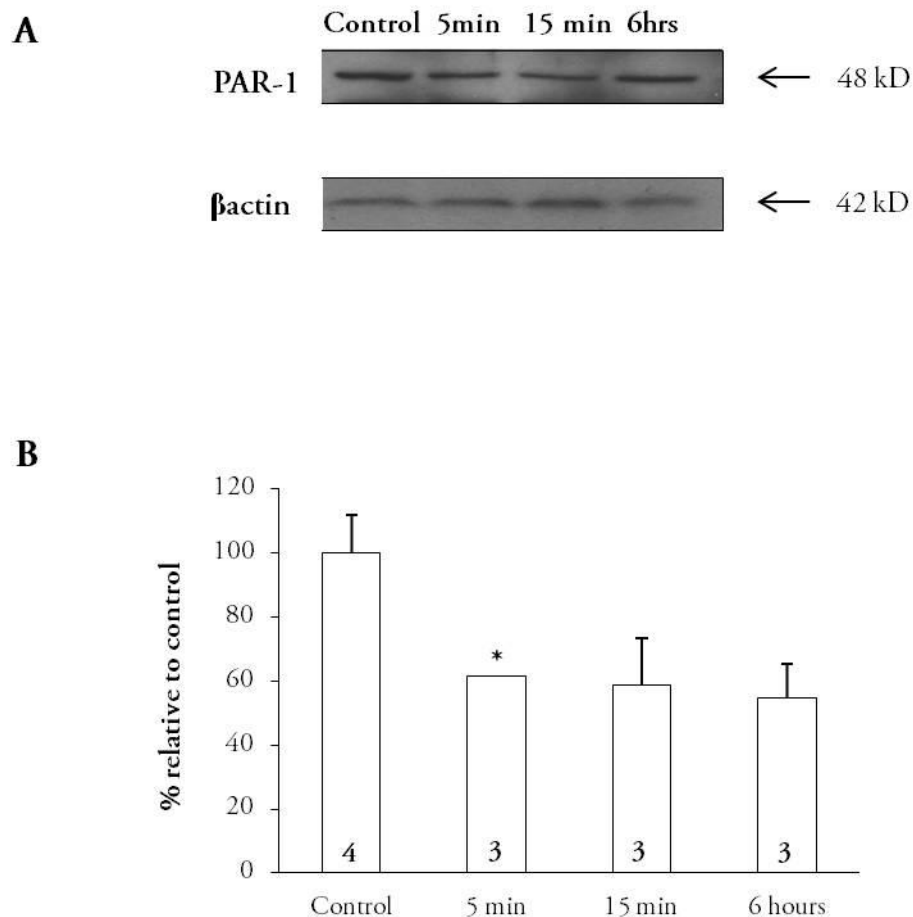 A
Control 5min 15 min 6hrs
PAR-1
48 kD
βactin
42 kD
B
% relative to control
120
100
80
60
40
20
0
*
4 3 3 3
Control 5 min 15 min 6 hours